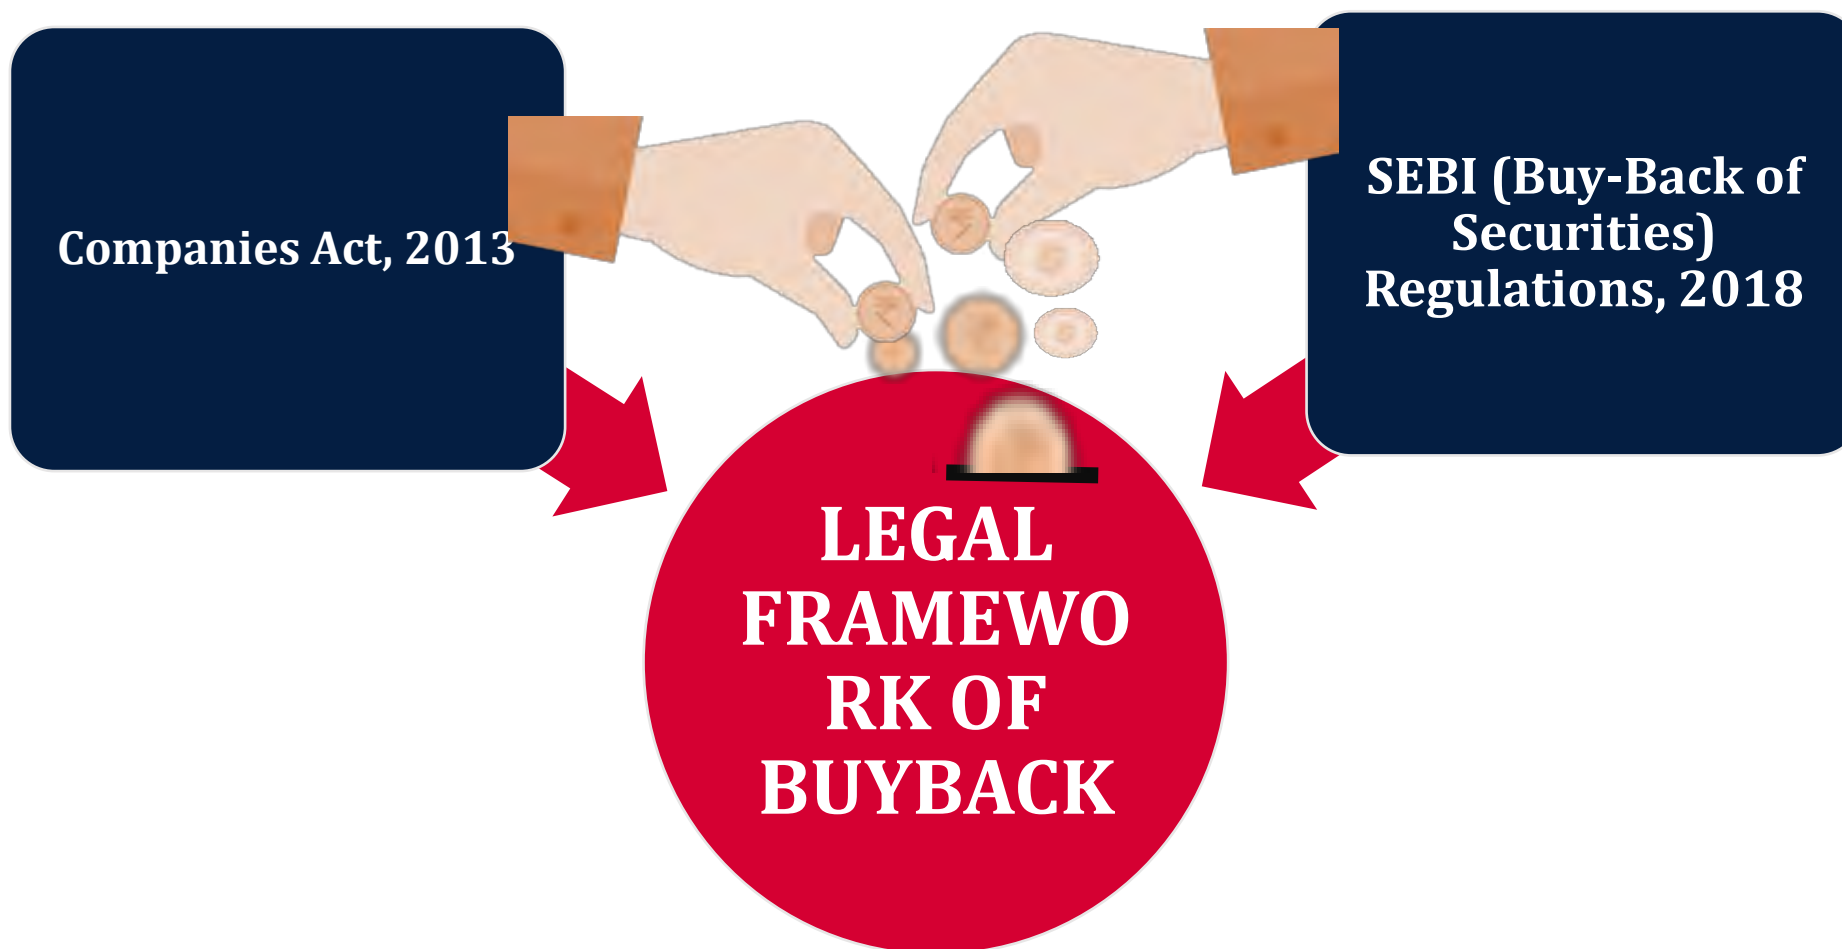 Companies Act, 2013
SEBI (Buy-Back of
Securities)
Regulations, 2018
LEGAL
FRAMEWO
RK OF
BUYBACK